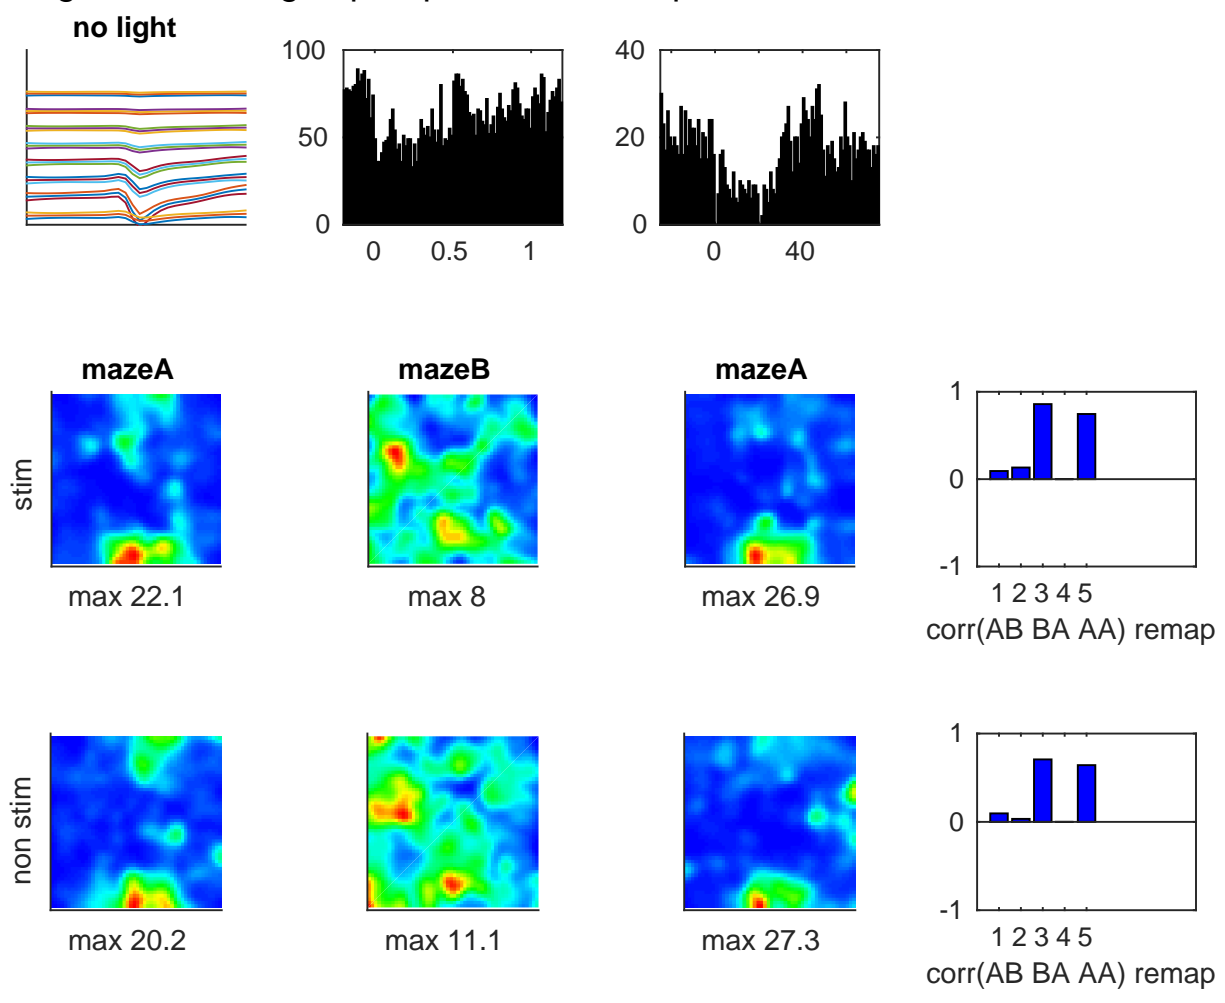 no light
100
50
0
0 0.5 1
40
20
0
0 40
mazeA mazeB mazeA
stim
max 22.1 max 8 max 26.9
1
0
-1
1 2 3 4 5
corr(AB BA AA) remap
non stim
max 20.2 max 11.1 max 27.3
1
0
-1
1 2 3 4 5
corr(AB BA AA) remap